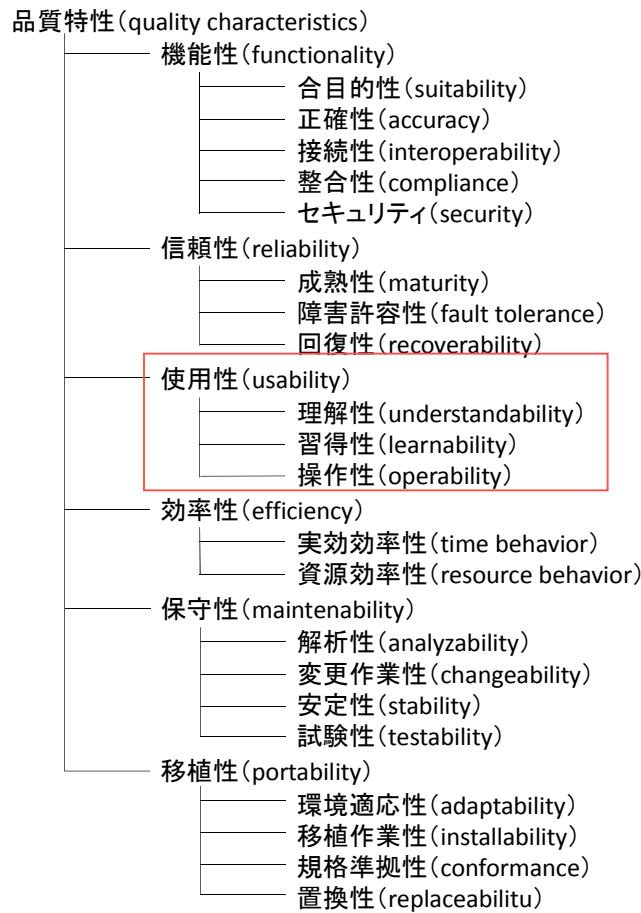 品質特性(quality characteristics)
機能性(functionality)
合目的性(suitability)
正確性(accuracy)
接続性(interoperability)
整合性(compliance)
セキュリティ(security)
信頼性(reliability)
成熟性(maturity)
障害許容性(fault tolerance)
回復性(recoverability)
使用性(usability)
理解性(understandability)
習得性(learnability)
操作性(operability)
効率性(efficiency)
実効効率性(time behavior)
資源効率性(resource behavior)
保守性(maintenability)
解析性(analyzability)
変更作業性(changeability)
安定性(stability)
試験性(testability)
移植性(portability)
環境適応性(adaptability)
移植作業性(installability)
規格準拠性(conformance)
置換性(replaceabilitu)